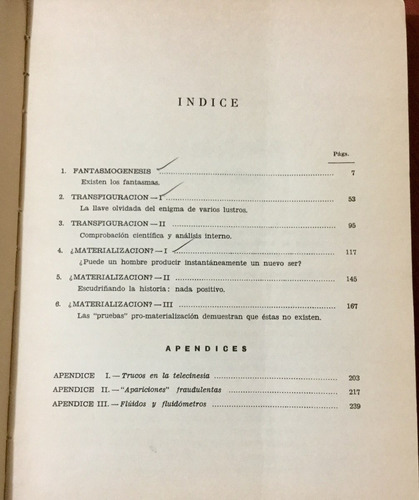 INDICE
Págs.
1. FANTASMOGENESIS 7
Existen los fantasmas.
2. TRANSFIGURACION — I 53
La llave olvidada del enigma de varios lustros.
3. TRANSFIGURACION — II 95
Comprobación científica y análisis interno.
4. ¿MATERIALIZACION? — I 117
¿Puede un hombre producir instantáneamente un nuevo ser?
5. ¿MATERIALIZACION? — II 145
Escudriñando la historia: nada positivo.
6. ¿MATERIALIZACION? — III 167
Las "pruebas" pro-materialización demuestran que éstas no existen.
APENDICES
APENDICE I. — Trucos en la telecinesia 203
APENDICE II. — "Apariciones" fraudulentas 217
APENDICE III. — Flúidos y fluidómetros 239